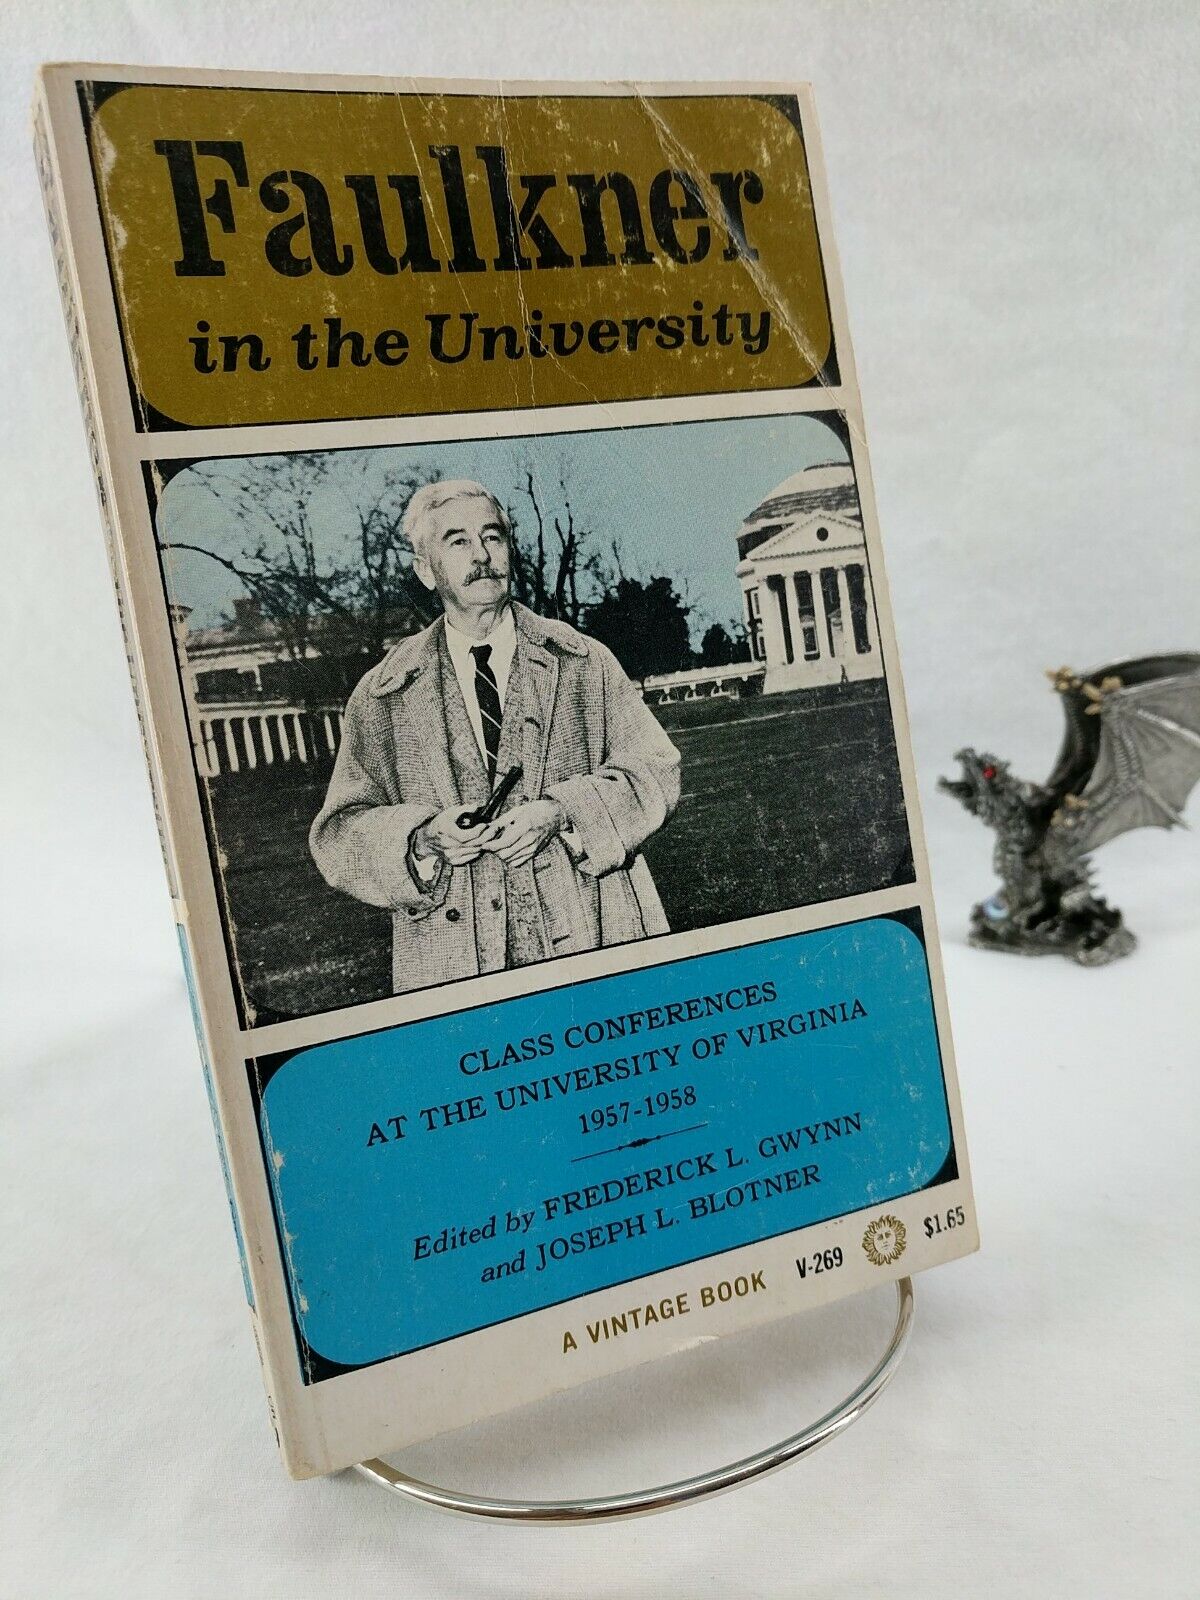 Faulkner
in the University
CLASS CONFERENCES
AT THE UNIVERSITY OF VIRGINIA
1957-1958
Edited by FREDERICK L. GWYNN
and JOSEPH L. BLOTNER
A VINTAGE BOOK V-269 $1.65